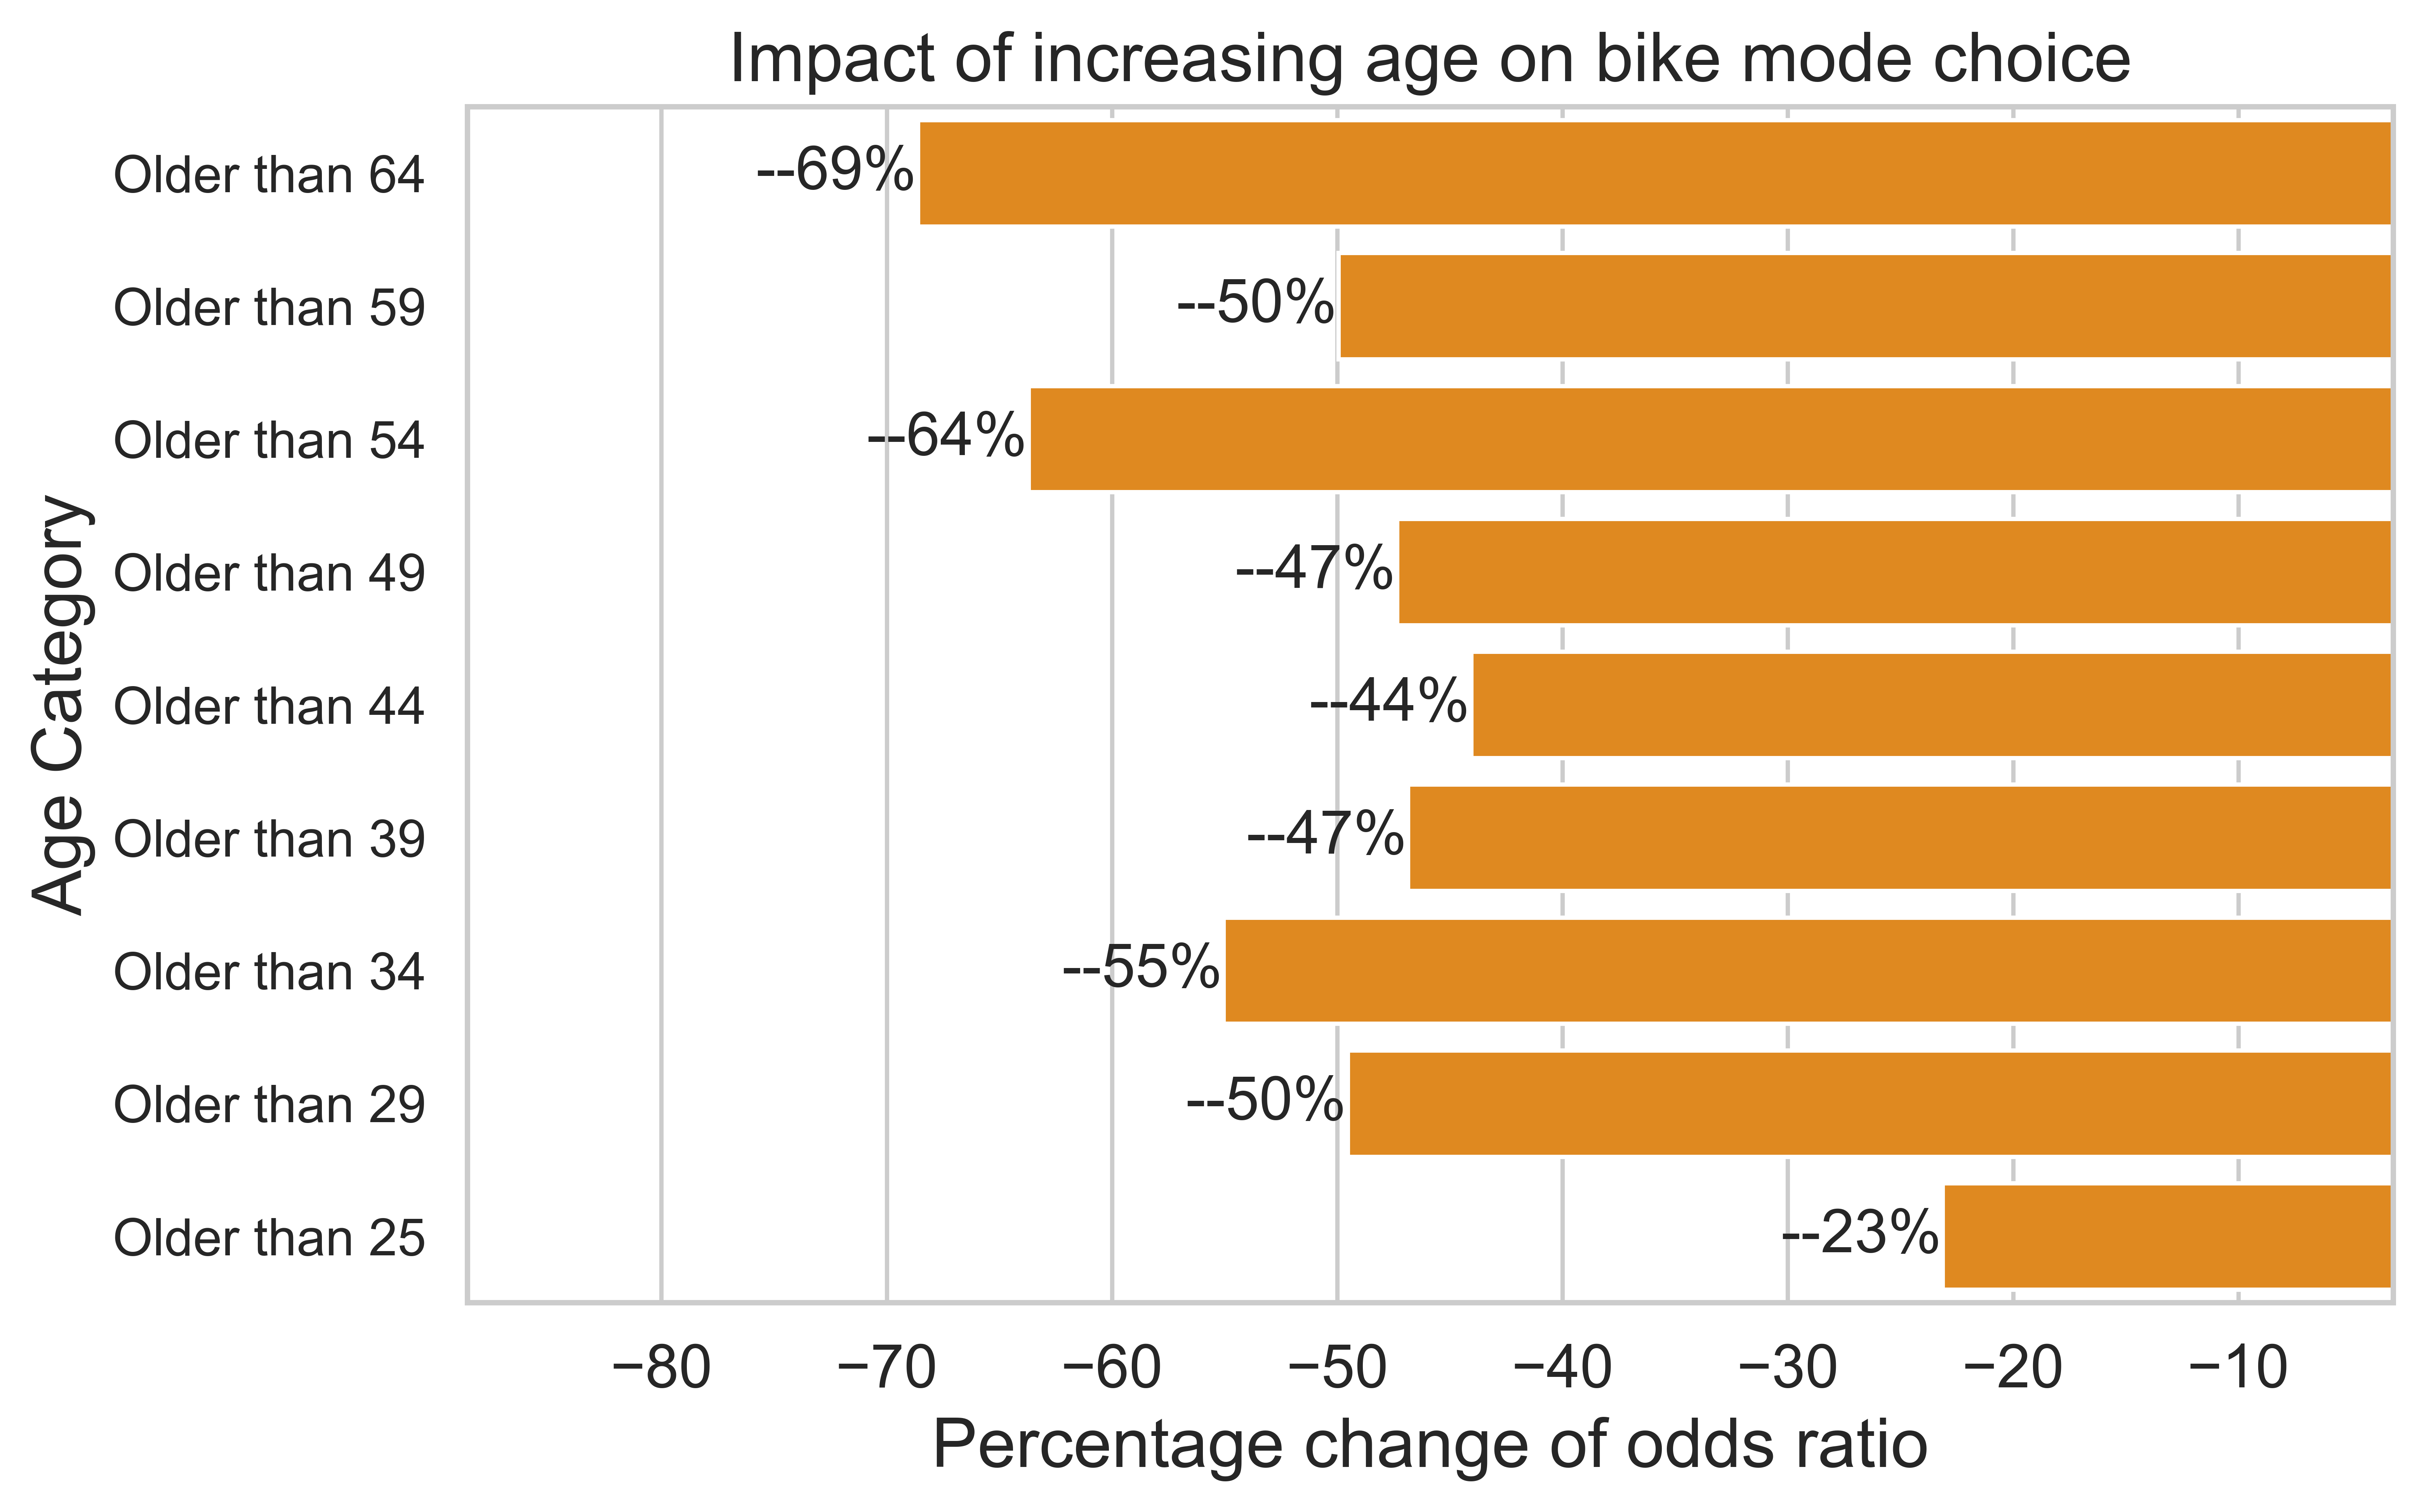 Impact of increasing age on bike mode choice
Older than 64
--69%
Older than 59
--50%
Older than 54
--64%
Older than 49
--47%
Older than 44
--44%
Older than 39
--47%
Older than 34
--55%
Older than 29
--50%
Older than 25
--23%
Age Category
−80 −70 −60 −50 −40 −30 −20 −10
Percentage change of odds ratio